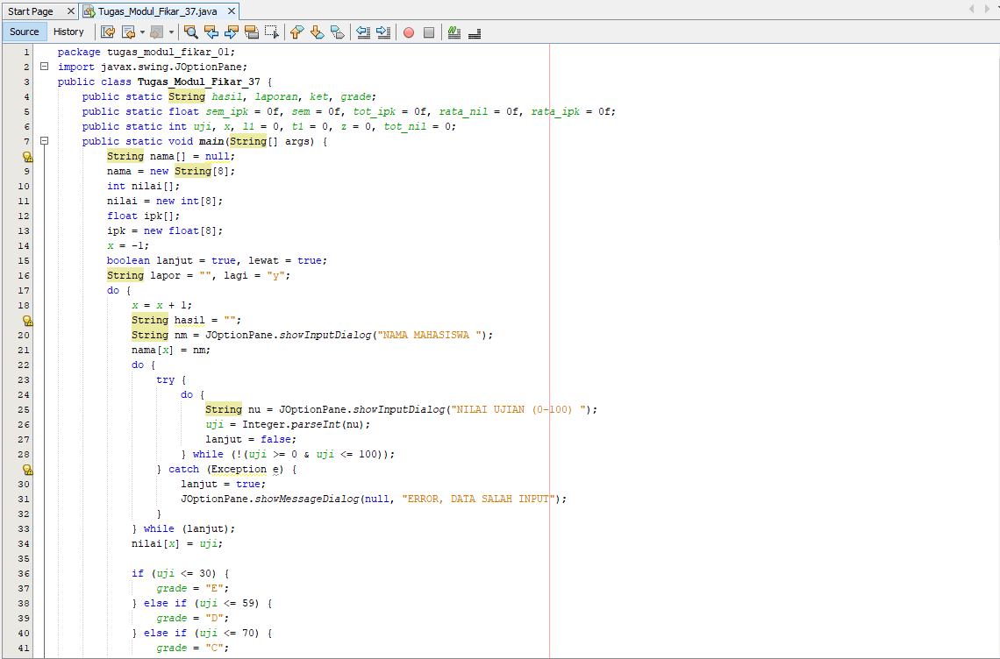 Start Page
Tugas_Modul_Fikar_37.java
Source History
1 package tugas_modul_fikar_01;
2 import javax.swing.JOptionPane;
3 public class Tugas_Modul_Fikar_37 {
4 public static String hasil, laporan, ket, grade;
5 public static float sem_ipk = 0f, sem = 0f, tot_ipk = 0f, rata_nil = 0f, rata_ipk = 0f;
6 public static int uji, x, l1 = 0, t1 = 0, z = 0, tot_nil = 0;
7 public static void main(String[] args) {
String nama[] = null;
9 nama = new String[8];
10 int nilai[];
11 nilai = new int[8];
12 float ipk[];
13 ipk = new float[8];
14 x = -1;
15 boolean lanjut = true, lewat = true;
16 String lapor = "", lagi = "y";
17 do {
18 x = x + 1;
String hasil = "";
20 String nm = JOptionPane.showInputDialog("NAMA MAHASISWA ");
21 nama[x] = nm;
22 do {
23 try {
24 do {
25 String nu = JOptionPane.showInputDialog("NILAI UJIAN (0-100) ");
26 uji = Integer.parseInt(nu);
27 lanjut = false;
28 } while (!(uji >= 0 & uji <= 100));
} catch (Exception e) {
30 lanjut = true;
31 JOptionPane.showMessageDialog(null, "ERROR, DATA SALAH INPUT");
32 }
33 } while (lanjut);
34 nilai[x] = uji;
35
36 if (uji <= 30) {
37 grade = "E";
38 } else if (uji <= 59) {
39 grade = "D";
40 } else if (uji <= 70) {
41 grade = "C";